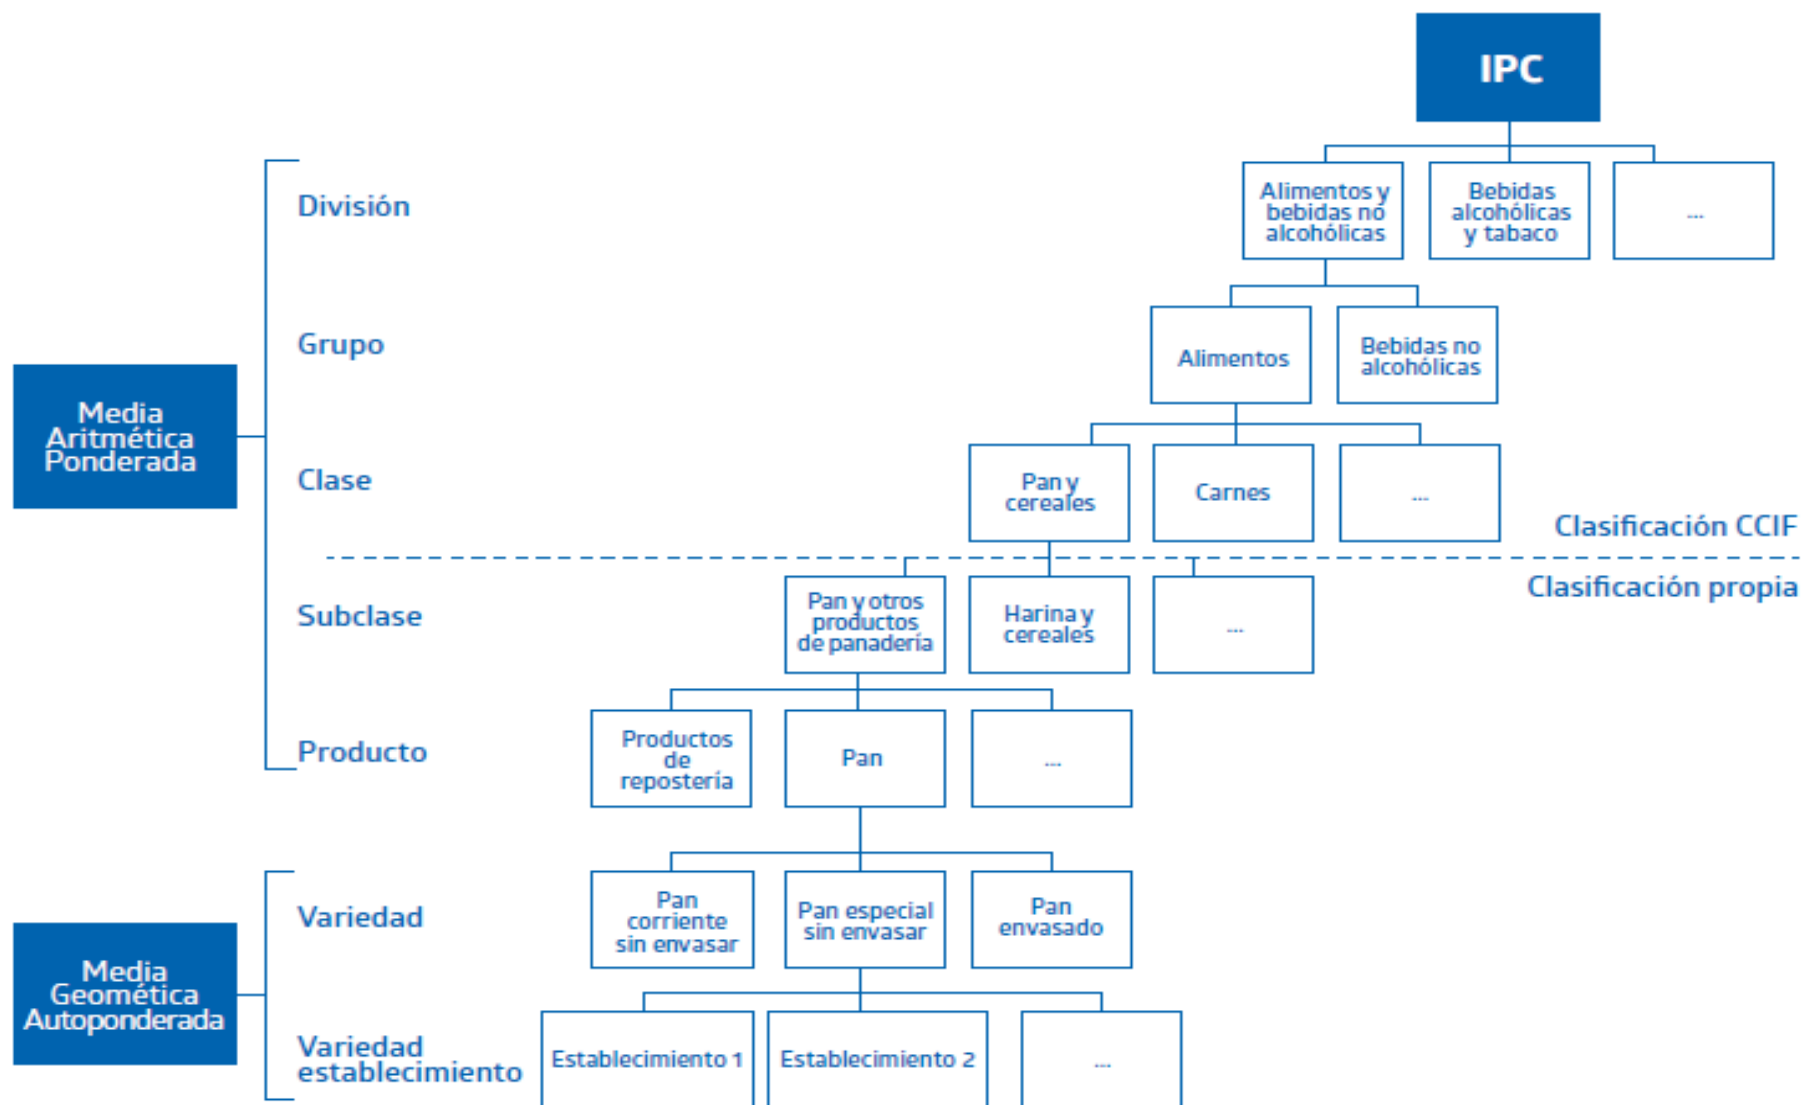 IPC
División
Alimentos y
bebidas no
alcohólicas
Bebidas
alcohólicas
y tabaco
...
Grupo
Alimentos
Bebidas no
alcohólicas
Media
Aritmética
Ponderada
Clase
Pan y
cereales
Carnes
...
Clasificación CCIF
Clasificación propia
Subclase
Pan y otros
productos
de panadería
Harina y
cereales
...
Producto
Productos
de
repostería
Pan
...
Variedad
Pan
corriente
sin envasar
Pan especial
sin envasar
Pan
envasado
Media
Geomética
Autoponderada
Variedad
establecimiento
Establecimiento 1
Establecimiento 2
...